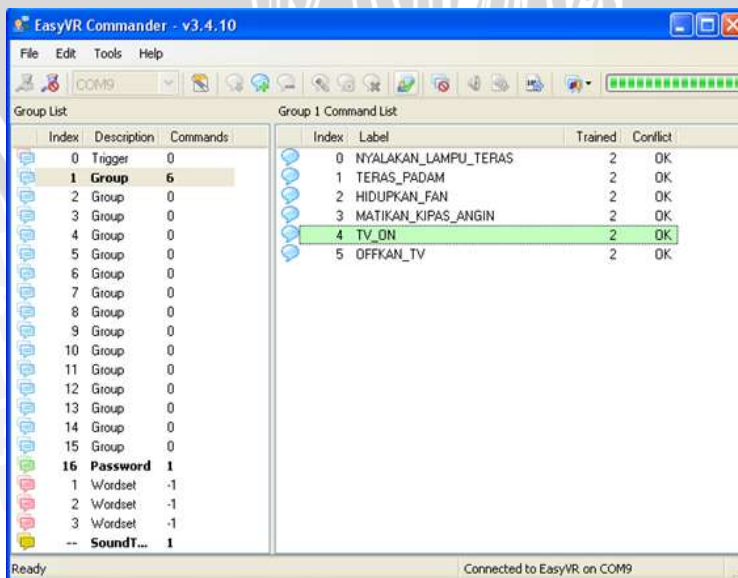 EasyVR Commander - v3.4.10
File Edit Tools Help
COM9
Group List
Index Description Commands
0 Trigger 0
1 Group 6
2 Group 0
3 Group 0
4 Group 0
5 Group 0
6 Group 0
7 Group 0
8 Group 0
9 Group 0
10 Group 0
11 Group 0
12 Group 0
13 Group 0
14 Group 0
15 Group 0
16 Password 1
1 Wordset -1
2 Wordset -1
3 Wordset -1
-- SoundT... 1
Group 1 Command List
Index Label Trained Conflict
0 NYALAKAN_LAMPU_TERAS 2 OK
1 TERAS_PADAM 2 OK
2 HIDUPKAN_FAN 2 OK
3 MATIKAN_KIPAS_ANGIN 2 OK
4 TV_ON 2 OK
5 OFFKAN_TV 2 OK
Ready Connected to EasyVR on COM9